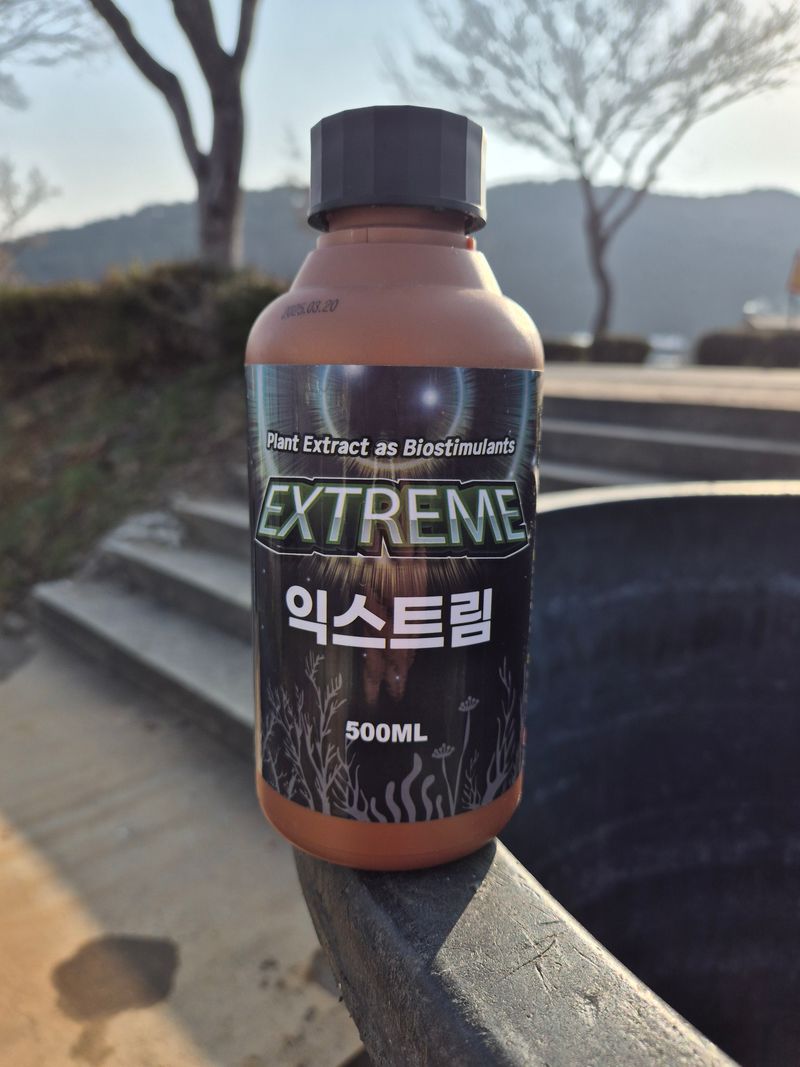 2025.03.20
Plant Extract as Biostimulants
EXTREME
익스트림
500ML